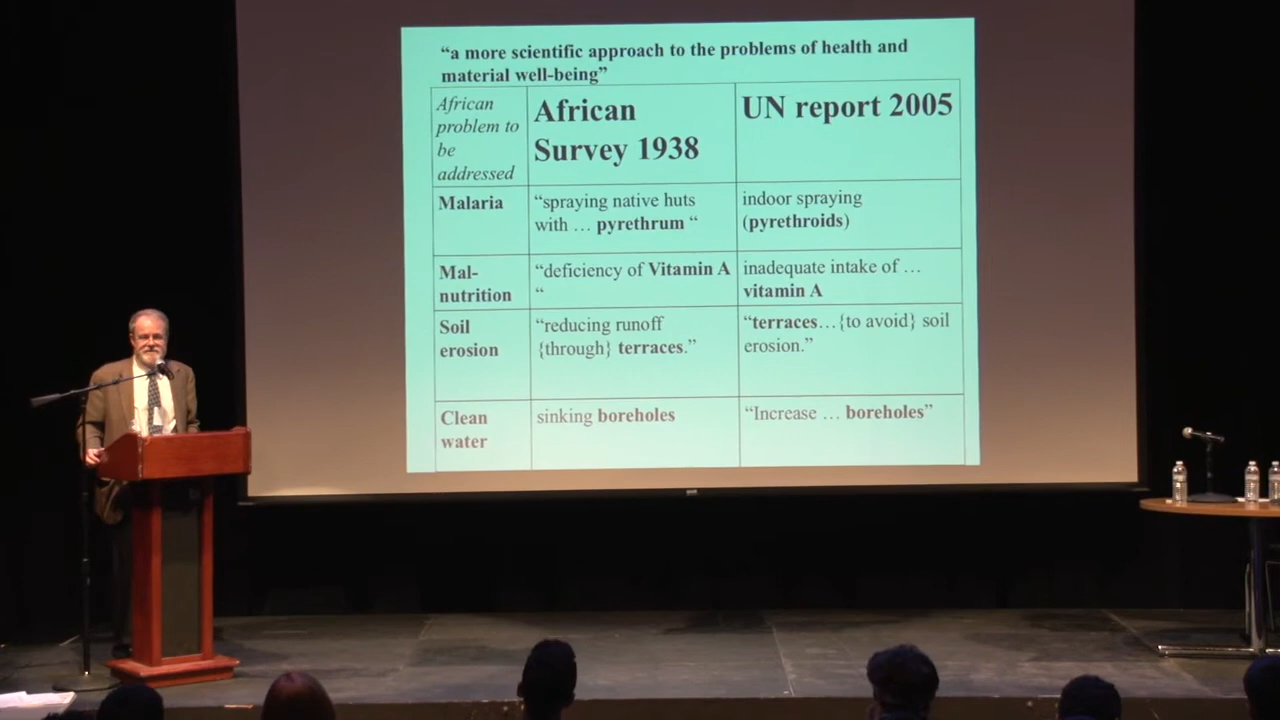 “a more scientific approach to the problems of health and
material well-being”
African
problem to
be
addressed
African
Survey 1938
UN report 2005
Malaria
“spraying native huts
with … pyrethrum “
indoor spraying
(pyrethroids)
Mal-
nutrition
“deficiency of Vitamin A
“
inadequate intake of …
vitamin A
Soil
erosion
“reducing runoff
{through} terraces.”
“terraces…{to avoid} soil
erosion.”
Clean
water
sinking boreholes
“Increase … boreholes”